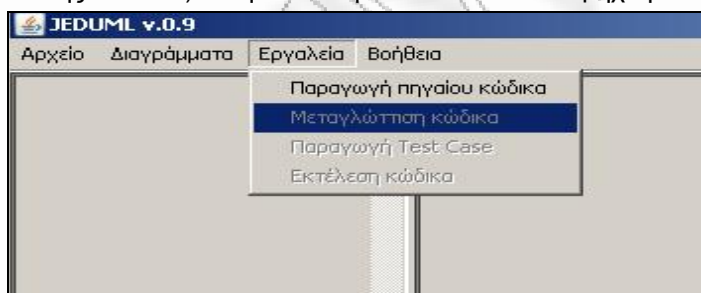 JEDUML v.0.9
Αρχείο Διαγράμματα Εργαλεία Βοήθεια
Παραγωγή πηγαίου κώδικα
Μεταγλώττιση κώδικα
Παραγωγή Test Case
Εκτέλεση κώδικα